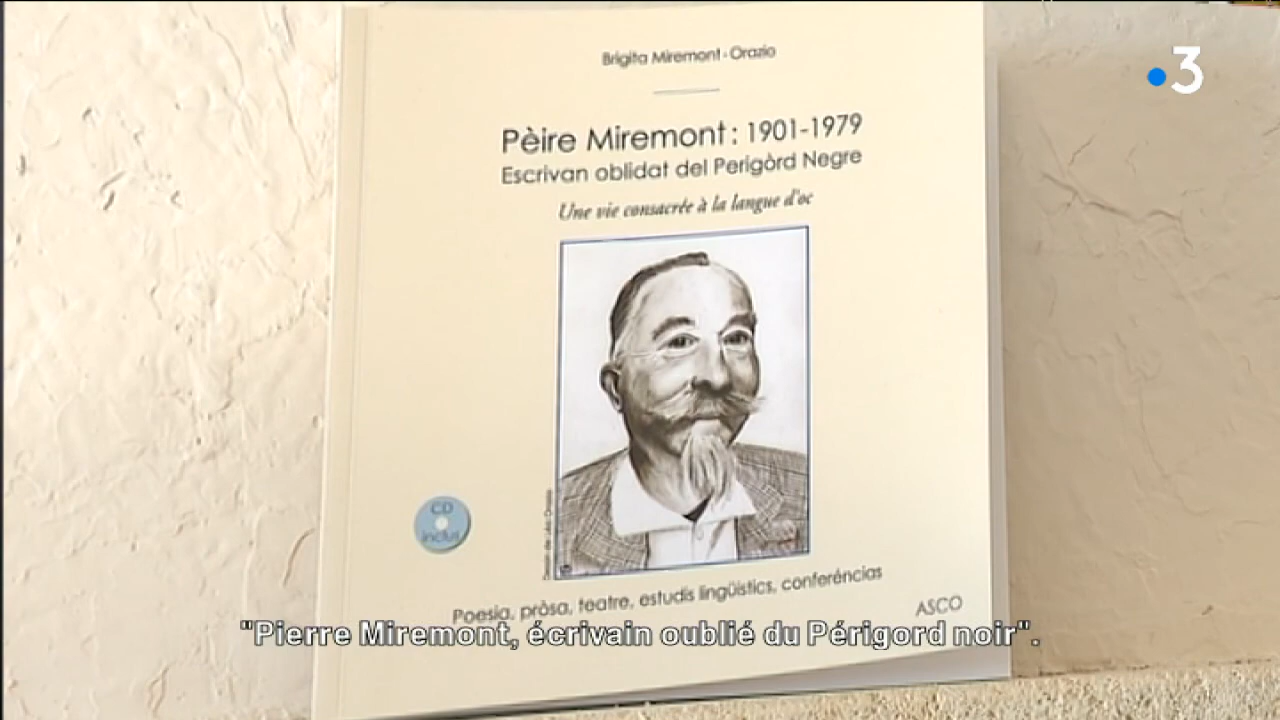 Brigita Miremont-Orazio
3
Pèire Miremont : 1901-1979
Escrivan oblidat del Perigòrd Negre
Une vie consacrée à la langue d'oc
CD
inclus
Poesia, pròsa, teatre, estudis lingüistics, conferéncias
ASCO
"Pierre Miremont, écrivain oublié du Périgord noir".